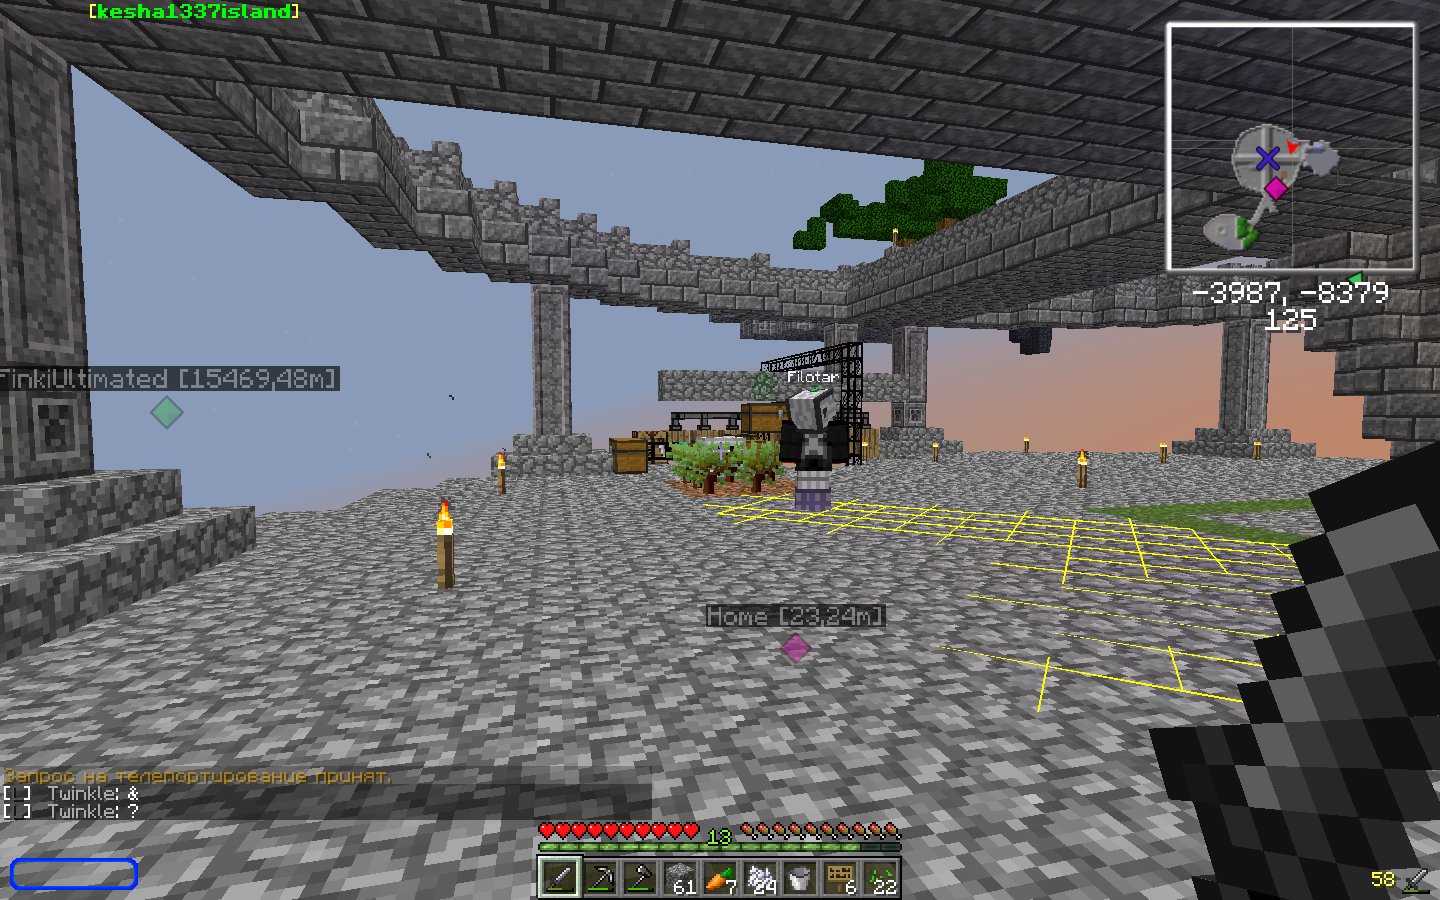 [kesha1337island]
-3987, -8379
125
FinkiUltimated [15469,48m]
Pilotar
Home [23,24m]
Запрос на телепортирование принят.
[L] Twinkle: &
[L] Twinkle: ?
13
61 7 24 6 22
58